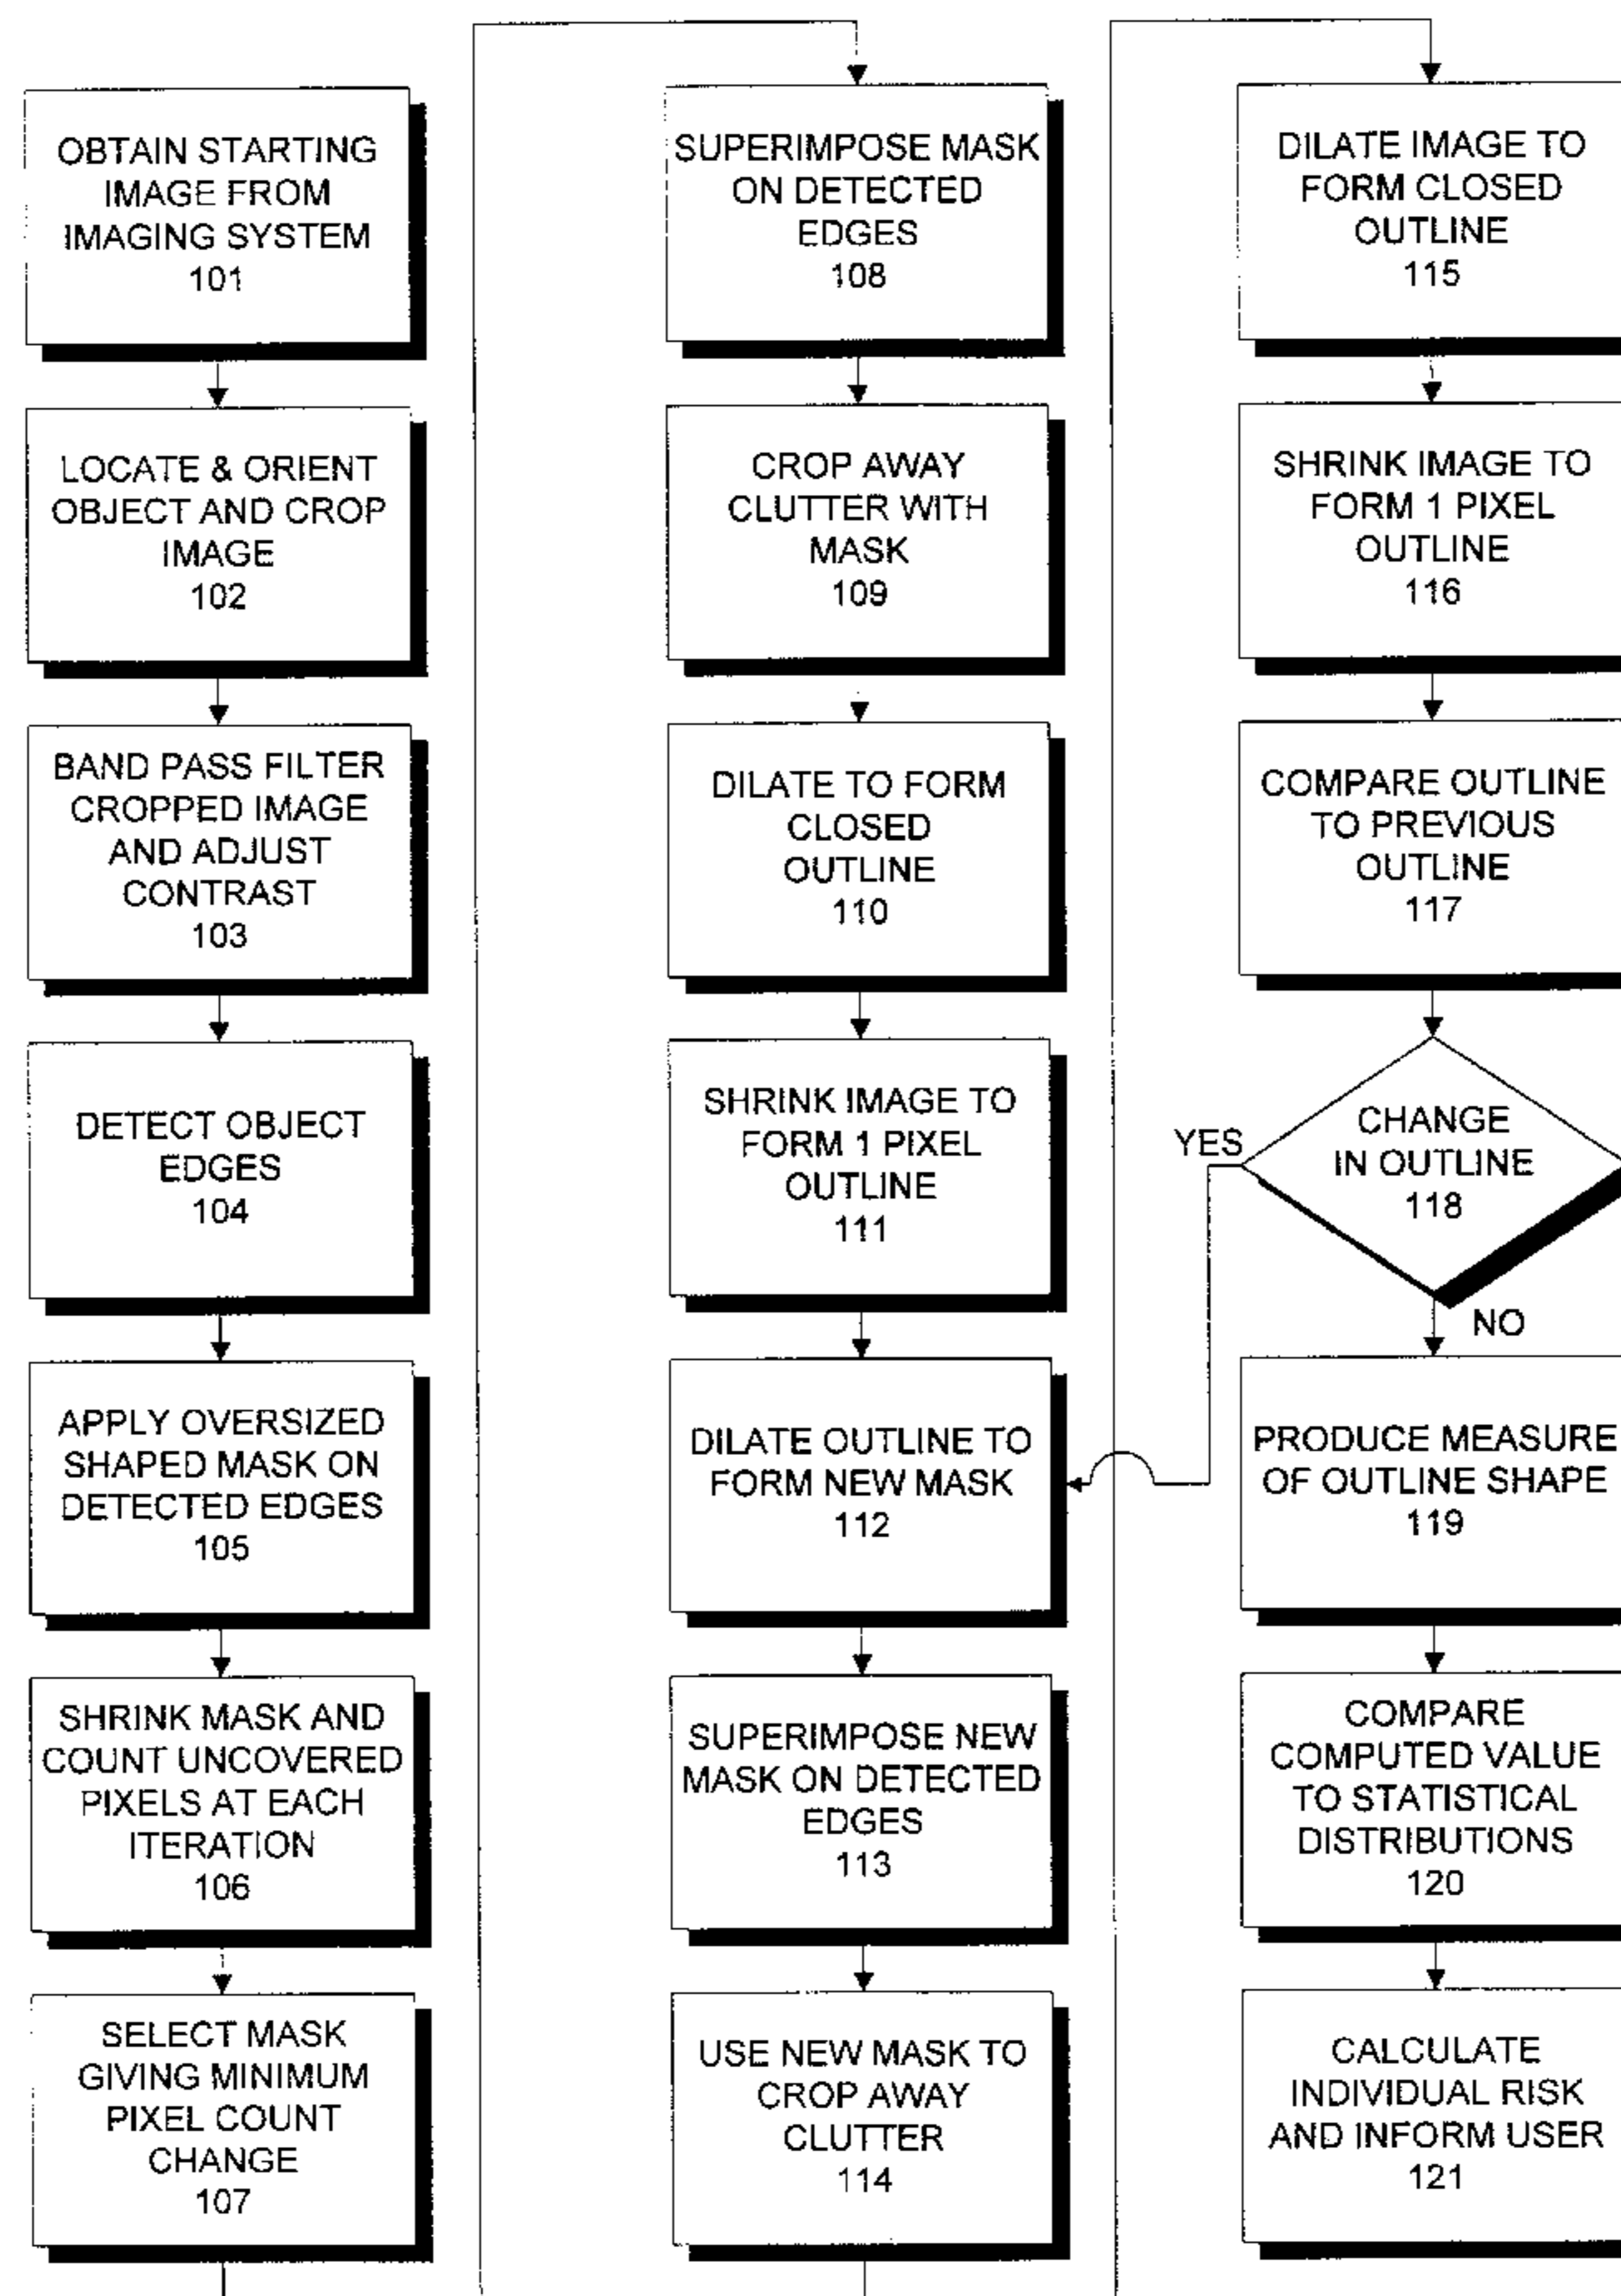 OBTAIN STARTING
IMAGE FROM
IMAGING SYSTEM
101
LOCATE & ORIENT
OBJECT AND CROP
IMAGE
102
BAND PASS FILTER
CROPPED IMAGE
AND ADJUST
CONTRAST
103
DETECT OBJECT
EDGES
104
APPLY OVERSIZED
SHAPED MASK ON
DETECTED EDGES
105
SHRINK MASK AND
COUNT UNCOVERED
PIXELS AT EACH
ITERATION
106
SELECT MASK
GIVING MINIMUM
PIXEL COUNT
CHANGE
107
SUPERIMPOSE MASK
ON DETECTED
EDGES
108
CROP AWAY
CLUTTER WITH
MASK
109
DILATE TO FORM
CLOSED
OUTLINE
110
SHRINK IMAGE TO
FORM 1 PIXEL
OUTLINE
111
DILATE OUTLINE TO
FORM NEW MASK
112
SUPERIMPOSE NEW
MASK ON DETECTED
EDGES
113
USE NEW MASK TO
CROP AWAY
CLUTTER
114
DILATE IMAGE TO
FORM CLOSED
OUTLINE
115
SHRINK IMAGE TO
FORM 1 PIXEL
OUTLINE
116
COMPARE OUTLINE
TO PREVIOUS
OUTLINE
117
YES
CHANGE
IN OUTLINE
118
NO
PRODUCE MEASURE
OF OUTLINE SHAPE
119
COMPARE
COMPUTED VALUE
TO STATISTICAL
DISTRIBUTIONS
120
CALCULATE
INDIVIDUAL RISK
AND INFORM USER
121